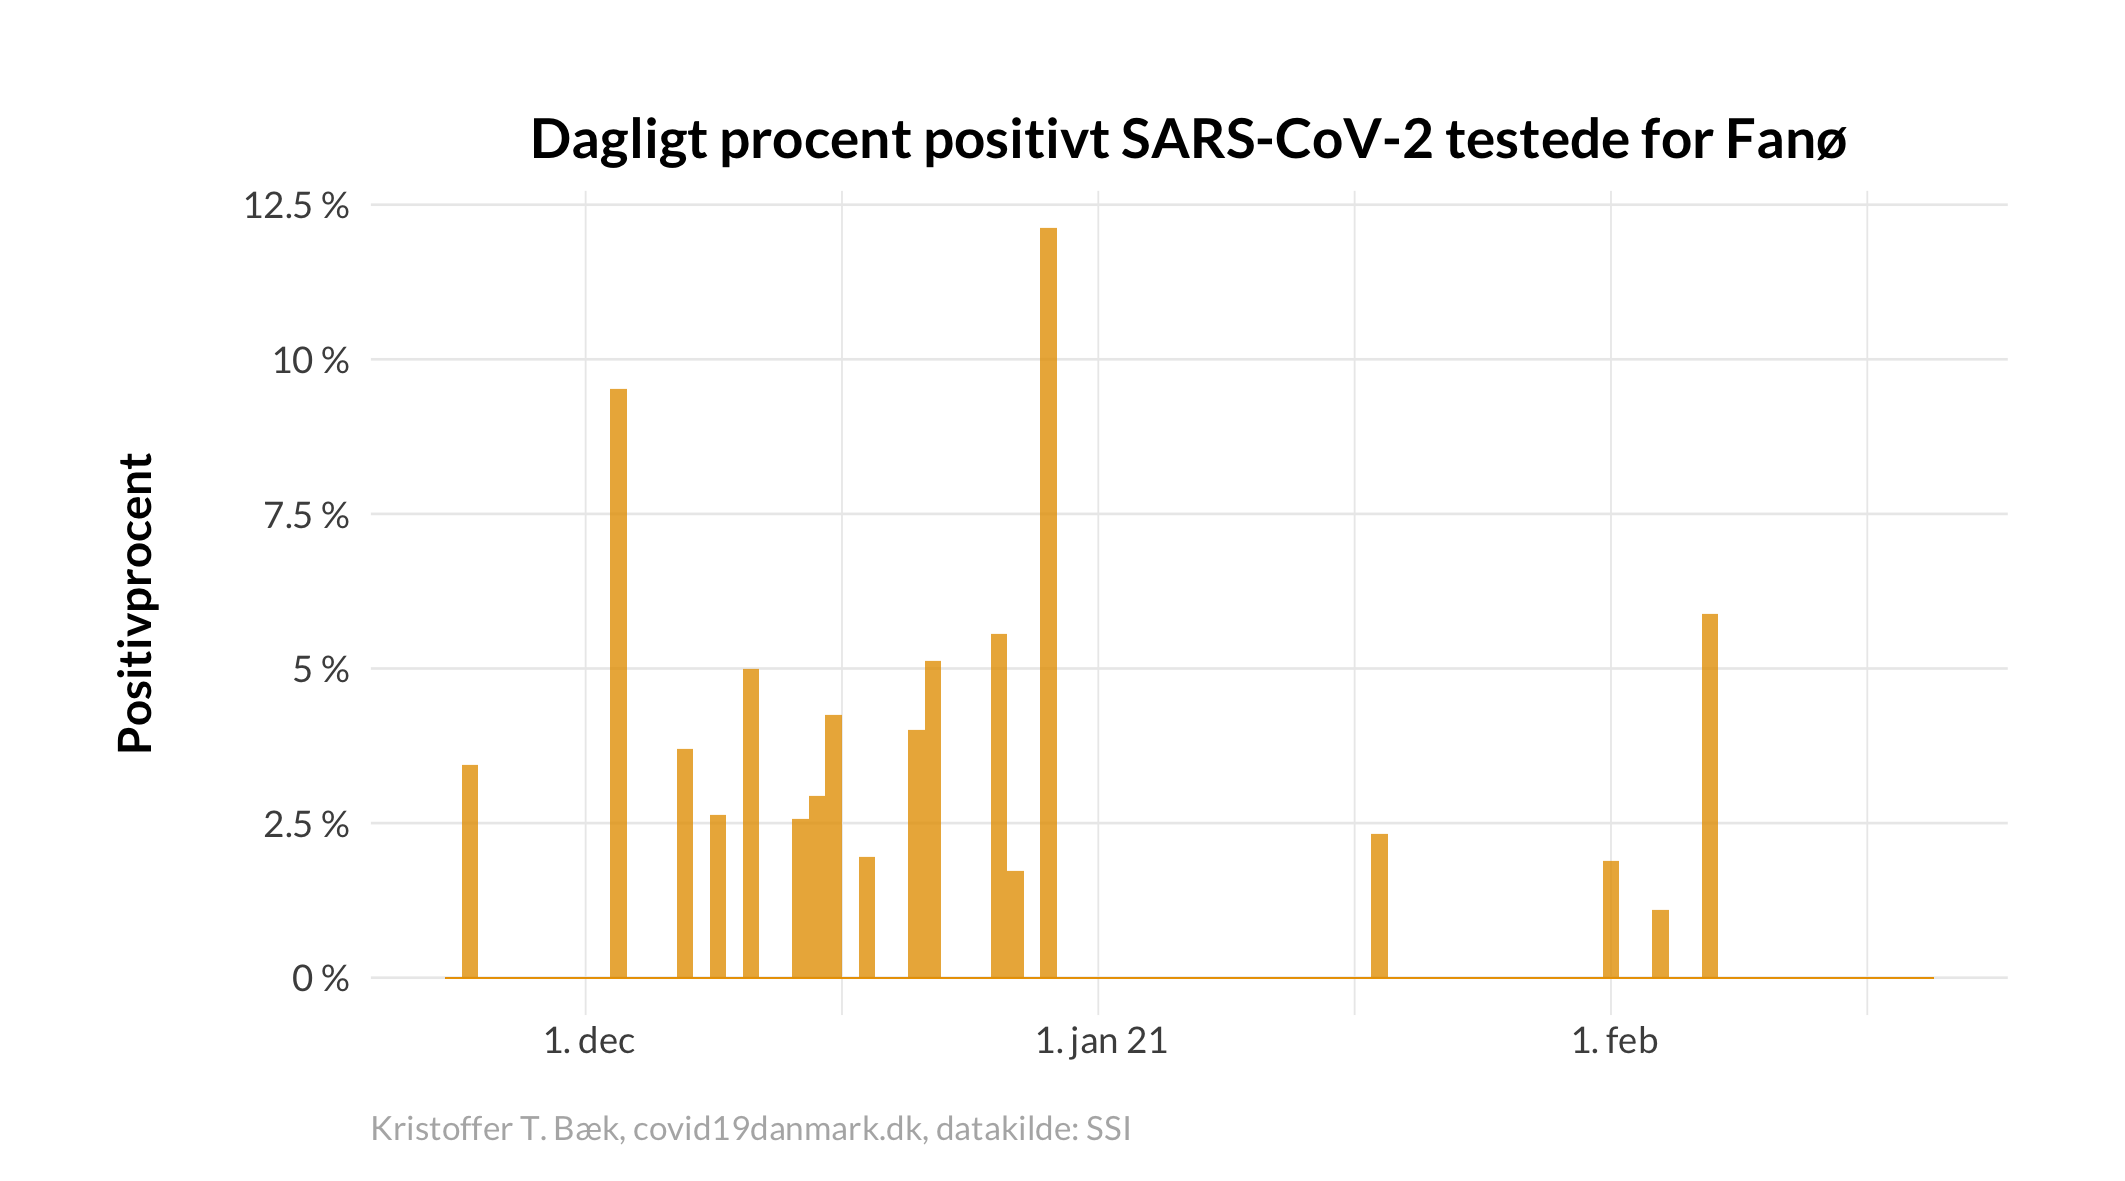 Dagligt procent positivt SARS-CoV-2 testede for Fanø
12.5 %
10 %
7.5 %
5 %
2.5 %
0 %
Positivprocent
1. dec
1. jan 21
1. feb
Kristoffer T. Bæk, covid19danmark.dk, datakilde: SSI